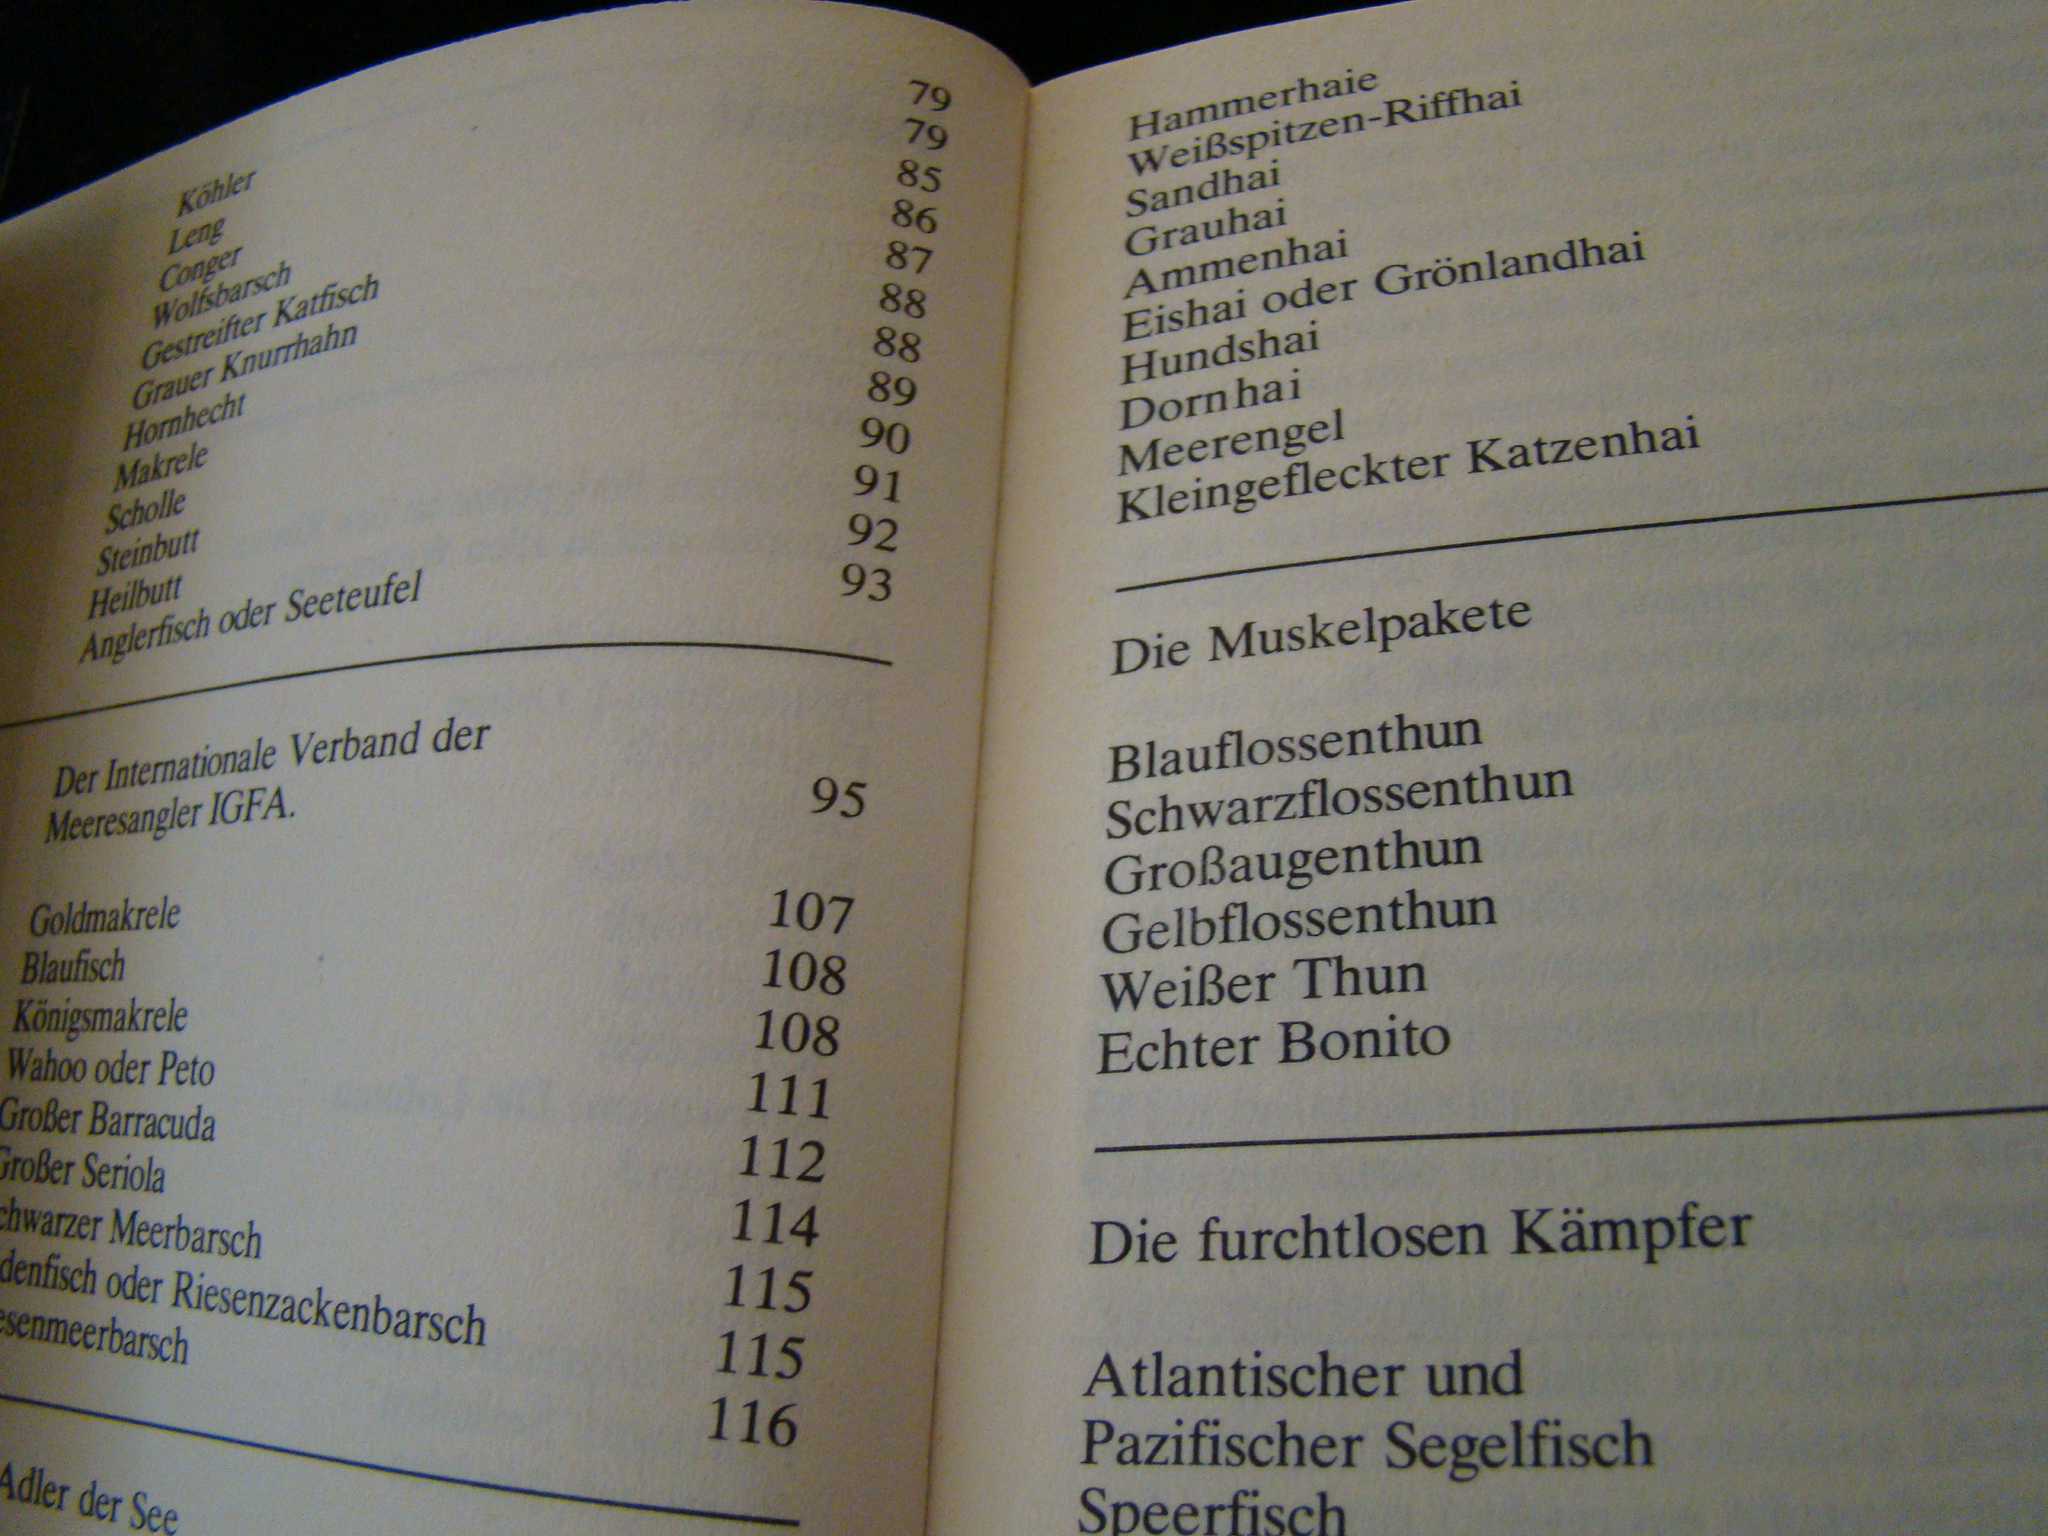 Köhler 79
Leng 79
Conger 85
Wolfsbarsch 86
Gestreifter Katfisch 87
Grauer Knurrhahn 88
Hornhecht 88
Makrele 89
Scholle 90
Steinbutt 91
Heilbutt 92
Anglerfisch oder Seeteufel 93
Der Internationale Verband der
Meeresangler IGFA. 95
Goldmakrele 107
Blaufisch 108
Königsmakrele 108
Wahoo oder Peto 111
Großer Barracuda 112
Großer Seriola 114
chwarzer Meerbarsch 115
denfisch oder Riesenzackenbarsch 115
esenmeerbarsch 116
Adler der See
Hammerhaie
Weißspitzen-Riffhai
Sandhai
Grauhai
Ammenhai
Eishai oder Grönlandhai
Hundshai
Dornhai
Meerengel
Kleingefleckter Katzenhai
Die Muskelpakete
Blauflossenthun
Schwarzflossenthun
Großaugenthun
Gelbflossenthun
Weißer Thun
Echter Bonito
Die furchtlosen Kämpfer
Atlantischer und
Pazifischer Segelfisch
Speerfisch